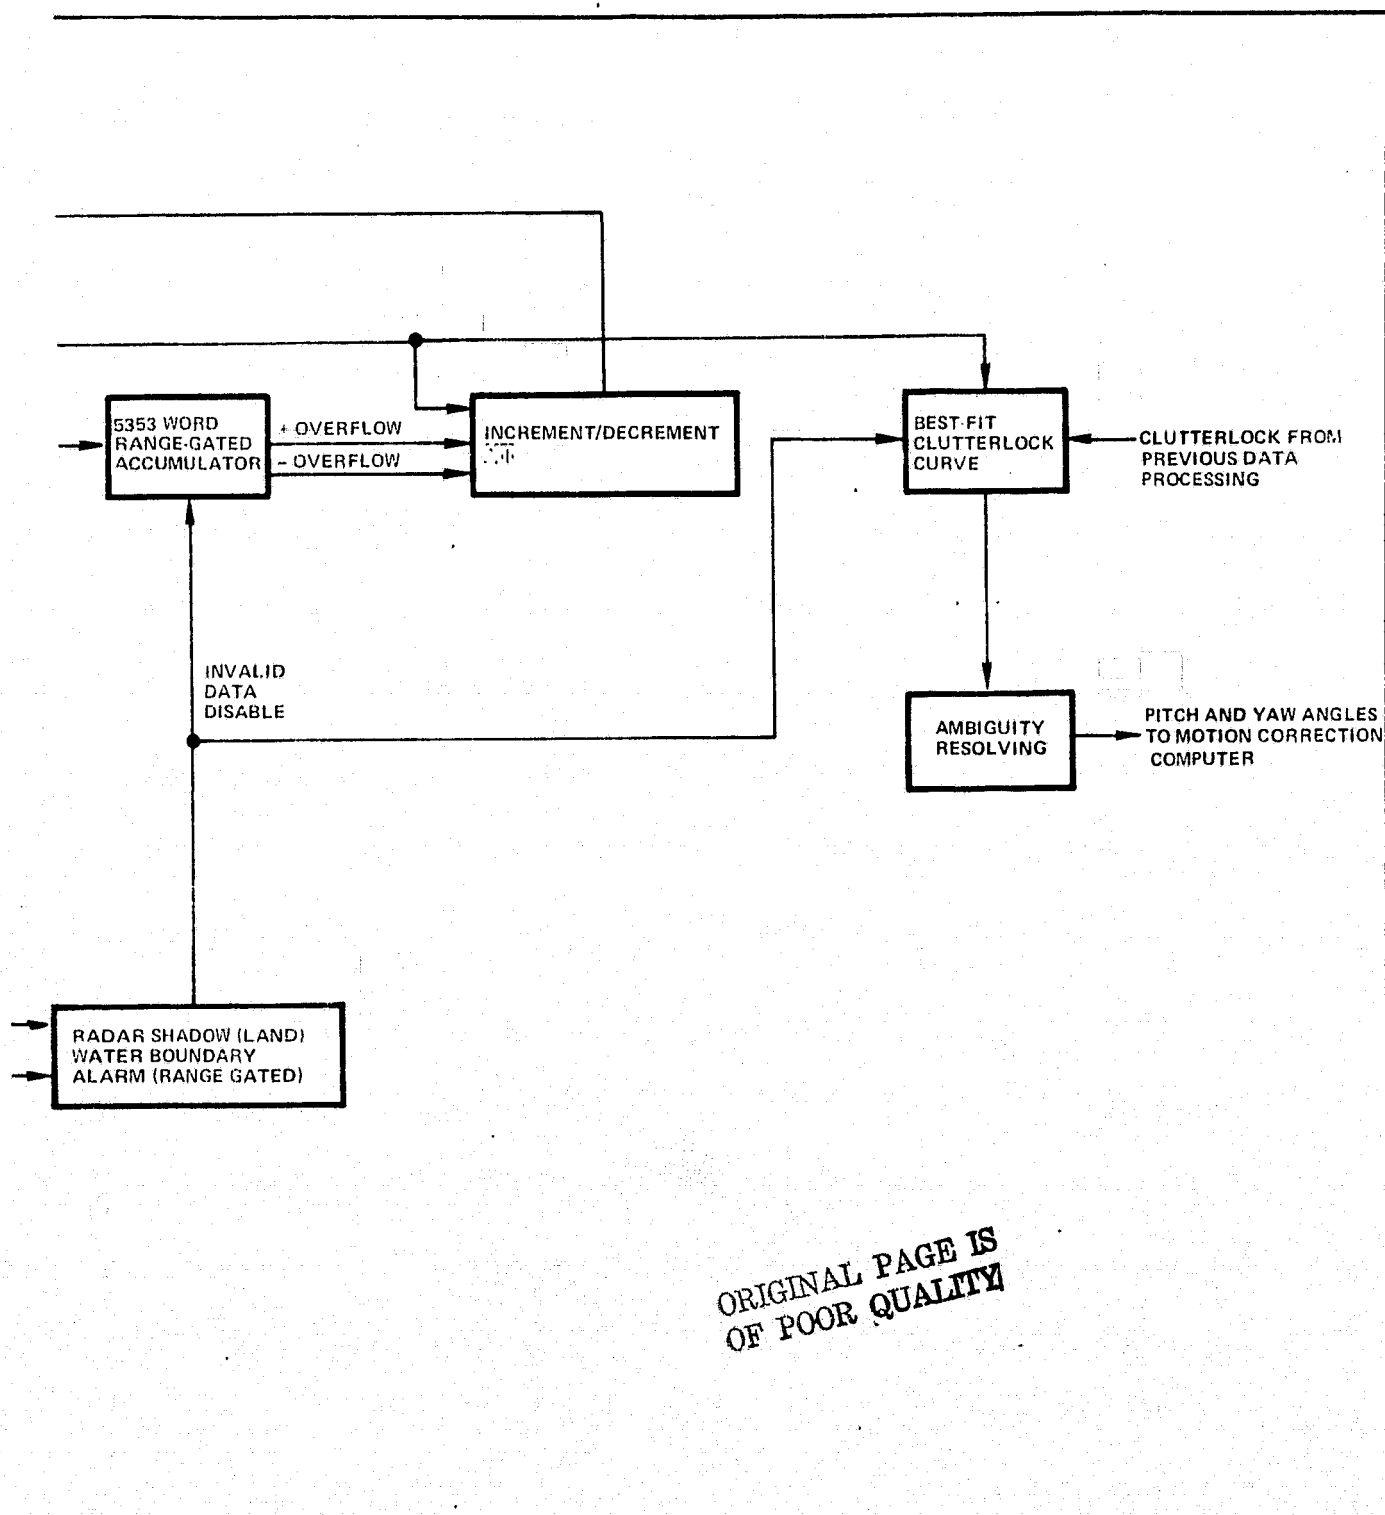 5353 WORD
RANGE-GATED
ACCUMULATOR
+ OVERFLOW
- OVERFLOW
INCREMENT/DECREMENT
BEST-FIT
CLUTTERLOCK
CURVE
CLUTTERLOCK FROM
PREVIOUS DATA
PROCESSING
INVALID
DATA
DISABLE
AMBIGUITY
RESOLVING
PITCH AND YAW ANGLES
TO MOTION CORRECTION
COMPUTER
RADAR SHADOW (LAND)
WATER BOUNDARY
ALARM (RANGE GATED)
ORIGINAL PAGE IS
OF POOR QUALITY